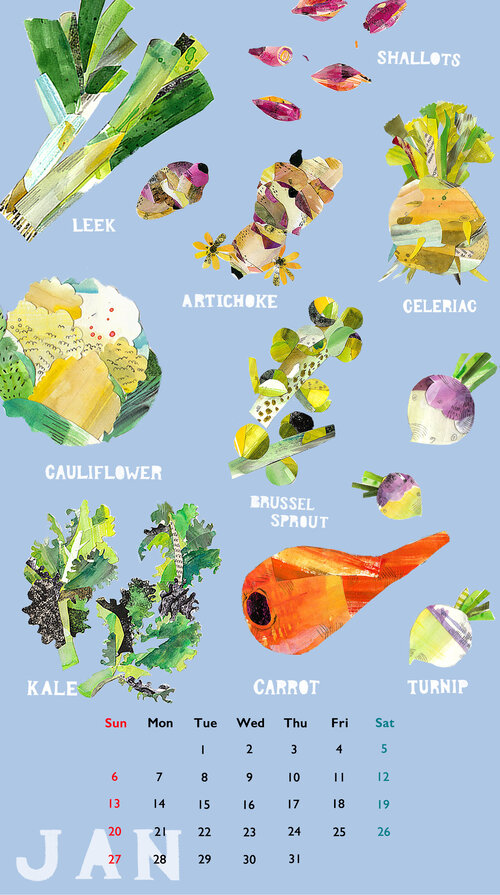 SHALLOTS
LEEK
ARTICHOKE
CELERIAC
CAULIFLOWER
BRUSSEL
SPROUT
KALE
CARROT
TURNIP
Sun Mon Tue Wed Thu Fri Sat
1 2 3 4 5
6 7 8 9 10 11 12
13 14 15 16 17 18 19
20 21 22 23 24 25 26
27 28 29 30 31
JAN